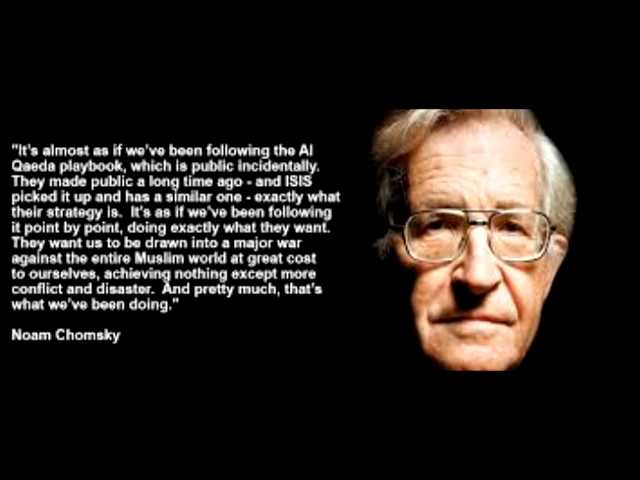 "It's almost as if we've been following the Al
Qaeda playbook, which is public incidentally.
They made public a long time ago - and ISIS
picked it up and has a similar one - exactly what
their strategy is.  It's as if we've been following
it point by point, doing exactly what they want.
They want us to be drawn into a major war
against the entire Muslim world at great cost
to ourselves, achieving nothing except more
conflict and disaster.  And pretty much, that's
what we've been doing."
Noam Chomsky